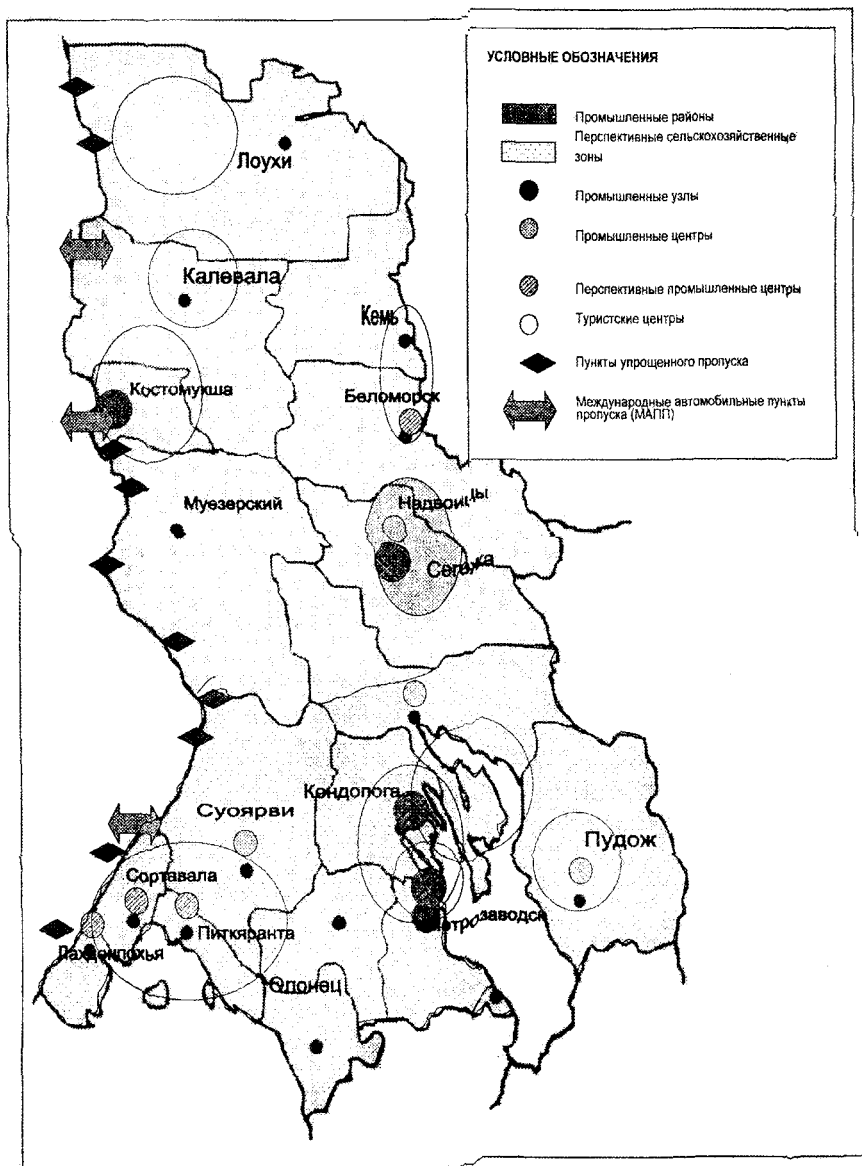 УСЛОВНЫЕ ОБОЗНАЧЕНИЯ
Промышленные районы
Перспективные сельскохозяйственные
зоны
Промышленные узлы
Промышленные центры
Перспективные промышленные центры
Туристские центры
Пункты упрощенного пропуска
Международные автомобильные пункты
пропуска (МАПП)
Лоухи
Калевала
Кемь
Костомукша
Беломорск
Муезерский
Надвоицы
Сегежа
Кондопога
Суоярви
Пудож
Сортавала
Петрозаводск
Питкяранта
Лахденпохья
Олонец